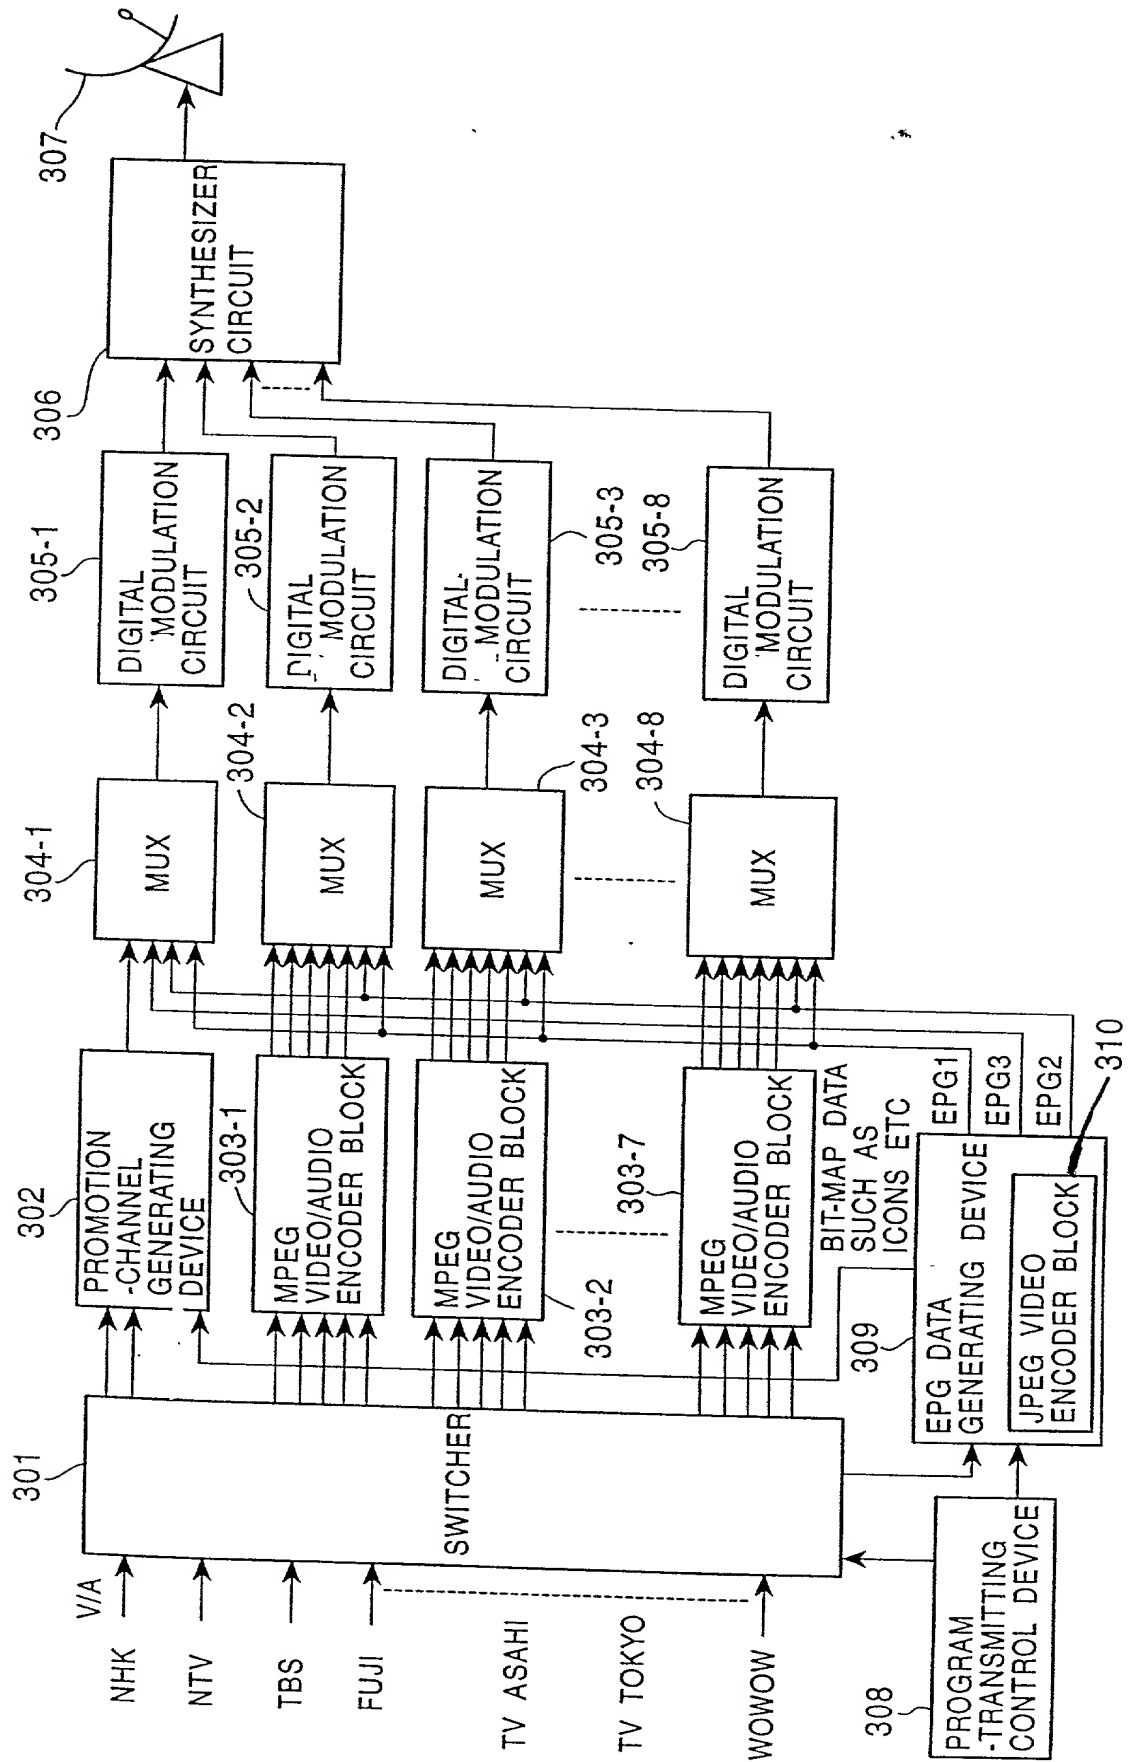 V/A
NHK
NTV
TBS
FUJI
TV ASAHI
TV TOKYO
WOWOW
301
SWITCHER
308
PROGRAM
-TRANSMITTING
CONTROL DEVICE
302
PROMOTION
-CHANNEL
GENERATING
DEVICE
303-1
MPEG
VIDEO/AUDIO
ENCODER BLOCK
303-2
MPEG
VIDEO/AUDIO
ENCODER BLOCK
303-7
MPEG
VIDEO/AUDIO
ENCODER BLOCK
BIT-MAP DATA
SUCH AS
ICONS ETC
309
EPG DATA
GENERATING DEVICE
JPEG VIDEO
ENCODER BLOCK
310
EPG1
EPG3
EPG2
304-1
MUX
304-2
MUX
304-3
MUX
304-8
MUX
305-1
DIGITAL
MODULATION
CIRCUIT
305-2
DIGITAL
MODULATION
CIRCUIT
305-3
DIGITAL
MODULATION
CIRCUIT
305-8
DIGITAL
MODULATION
CIRCUIT
306
SYNTHESIZER
CIRCUIT
307